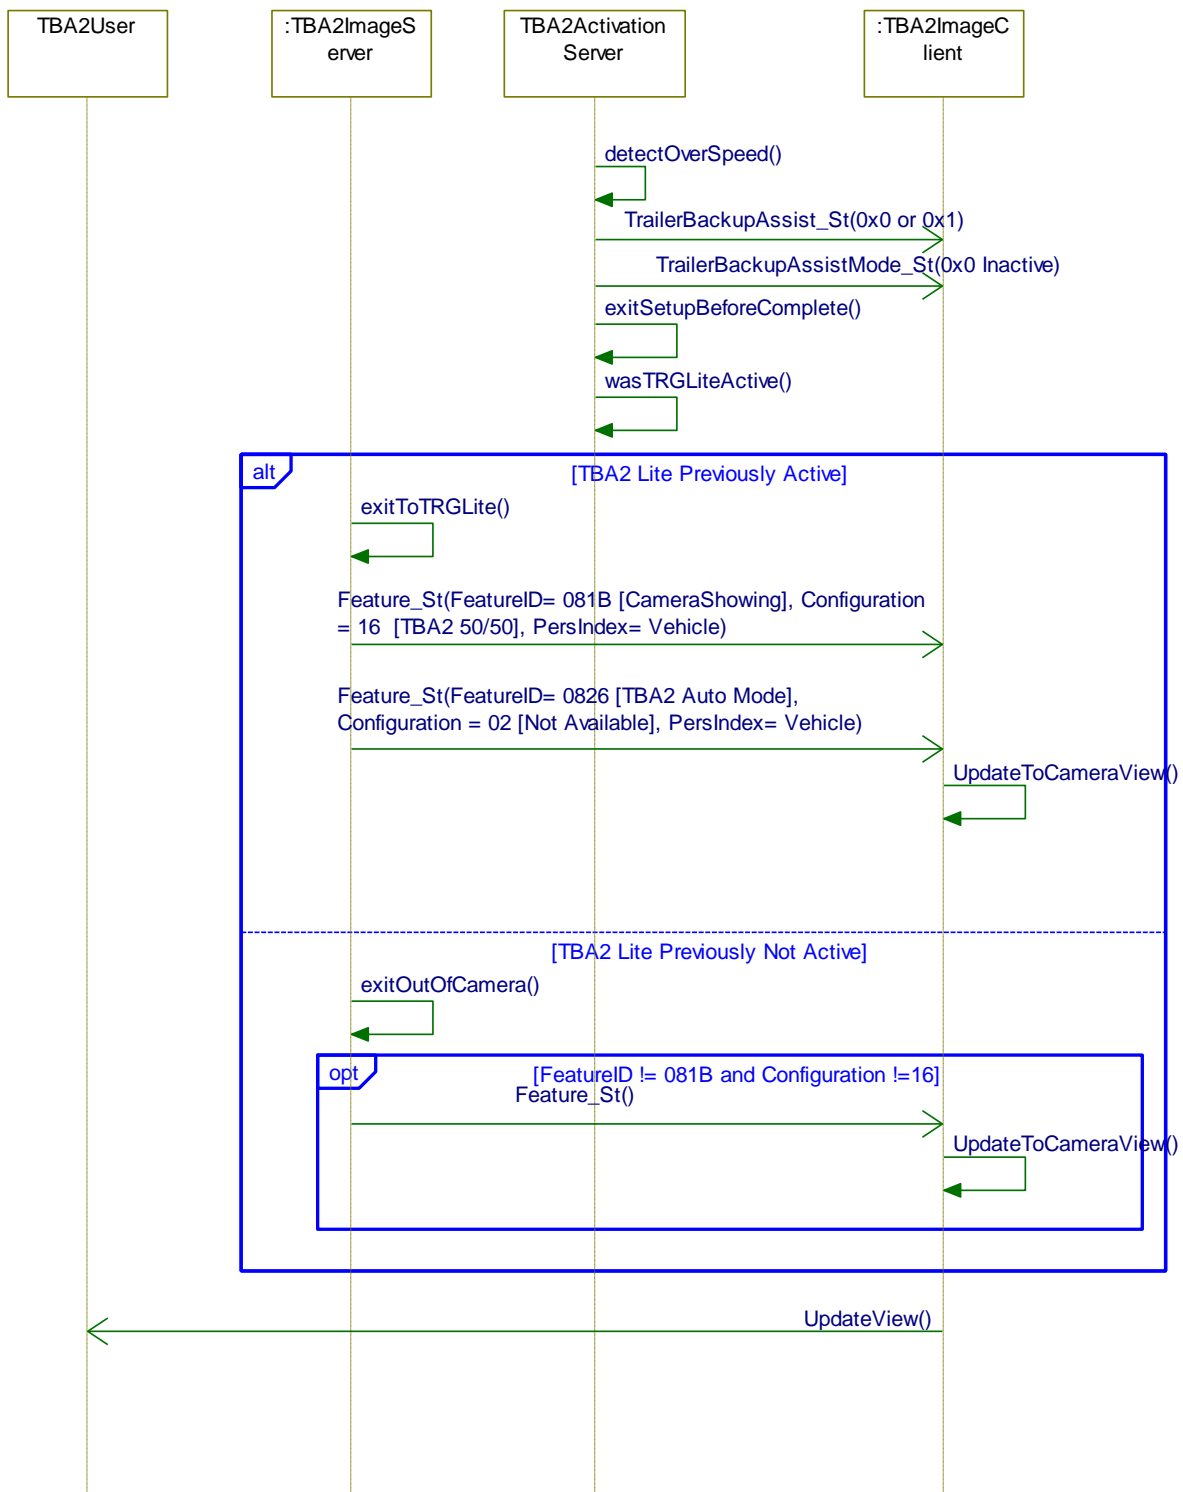 TBA2User
:TBA2ImageS
erver
TBA2Activation
Server
:TBA2ImageC
lient
detectOverSpeed()
TrailerBackupAssist_St(0x0 or 0x1)
TrailerBackupAssistMode_St(0x0 Inactive)
exitSetupBeforeComplete()
wasTRGLiteActive()
alt
[TBA2 Lite Previously Active]
exitToTRGLite()
Feature_St(FeatureID= 081B [CameraShowing], Configuration
= 16  [TBA2 50/50], PersIndex= Vehicle)
Feature_St(FeatureID= 0826 [TBA2 Auto Mode],
Configuration = 02 [Not Available], PersIndex= Vehicle)
UpdateToCameraView()
[TBA2 Lite Previously Not Active]
exitOutOfCamera()
opt
[FeatureID != 081B and Configuration !=16]
Feature_St()
UpdateToCameraView()
UpdateView()